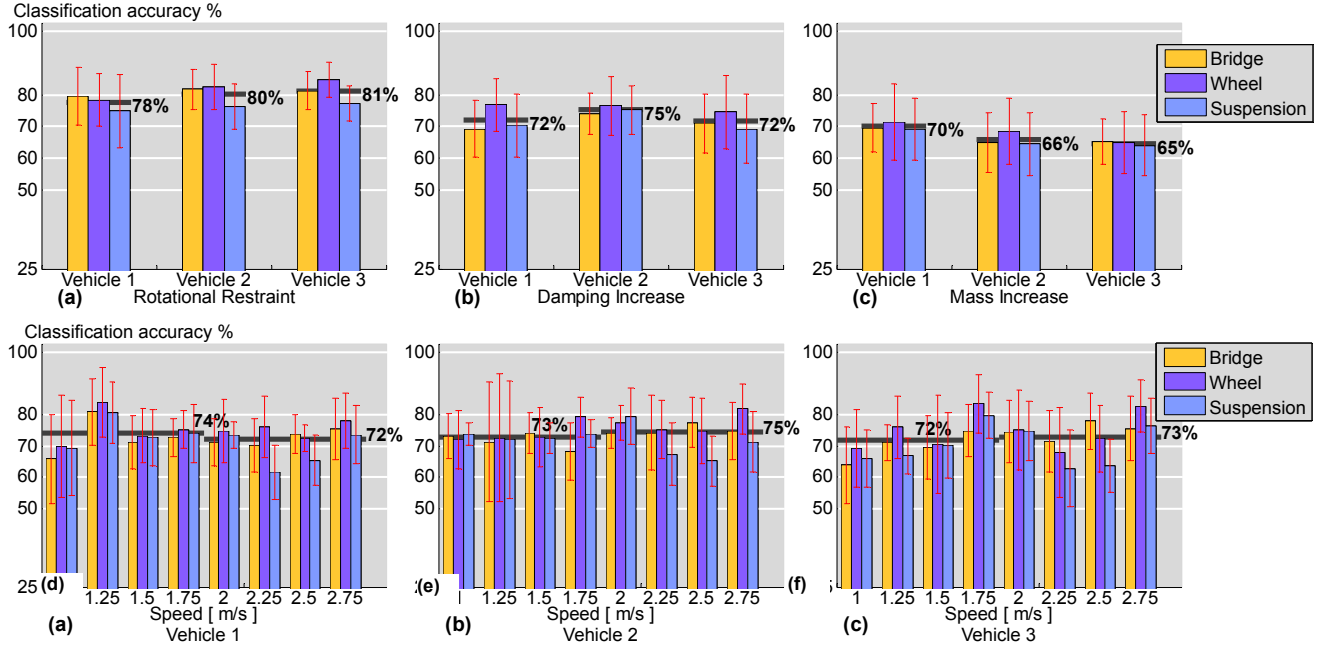 Classification accuracy %
100
80
70
60
50
25
78%
80%
81%
Vehicle 1
Vehicle 2
Vehicle 3
(a)
Rotational Restraint
100
80
70
60
50
25
72%
75%
72%
Vehicle 1
Vehicle 2
Vehicle 3
(b)
Damping Increase
100
80
70
60
50
25
70%
66%
65%
Vehicle 1
Vehicle 2
Vehicle 3
(c)
Mass Increase
Bridge
Wheel
Suspension
Classification accuracy %
100
80
70
60
50
25
74%
72%
(d)
1.25
1.5
1.75
2
2.25
2.5
2.75
Speed [ m/s ]
(a)
Vehicle 1
100
80
70
60
50
73%
75%
(e)
1.25
1.5
1.75
2
2.25
2.5
2.75
Speed [ m/s ]
(b)
Vehicle 2
100
80
70
60
50
72%
73%
(f)
1
1.25
1.5
1.75
2
2.25
2.5
2.75
Speed [ m/s ]
(c)
Vehicle 3
Bridge
Wheel
Suspension